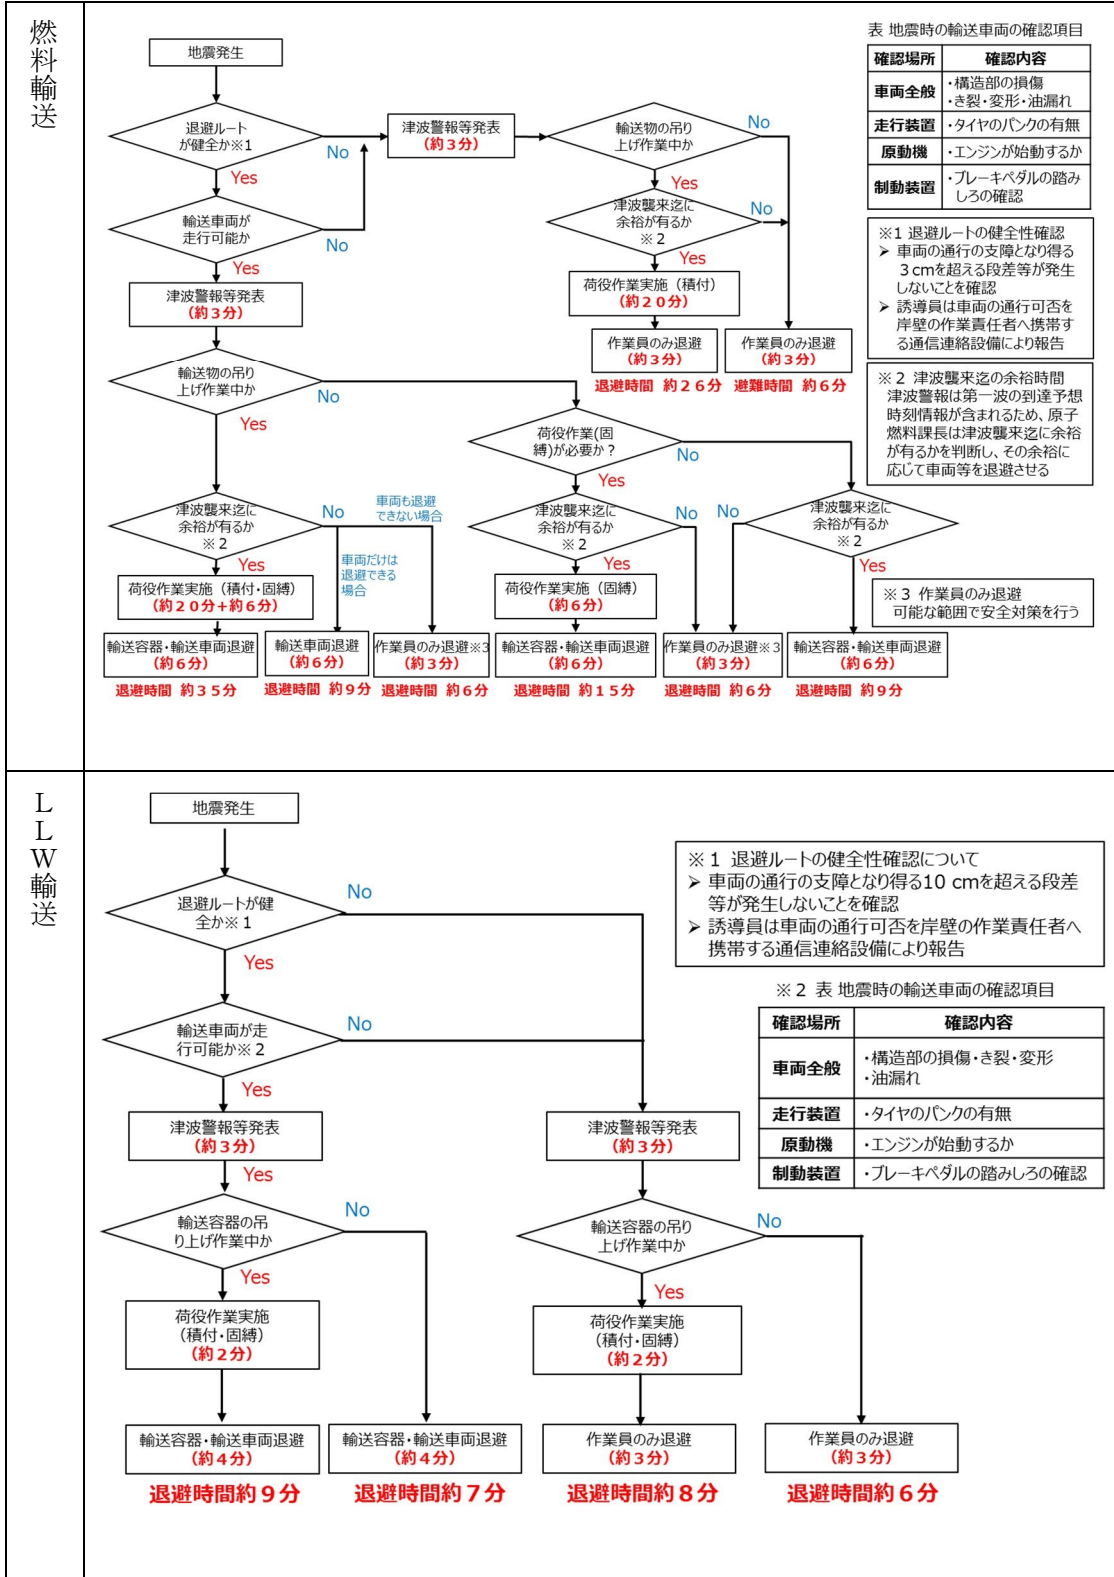 燃料輸送
地震発生
退避ルート
が健全か※1
No
Yes
輸送車両が
走行可能か
No
Yes
津波警報等発表
(約3分)
輸送物の吊り
上げ作業中か
No
Yes
津波襲来迄に
余裕が有るか
※2
No
Yes
荷役作業実施（積付）
(約20分)
作業員のみ退避
(約3分)
退避時間 約26分
作業員のみ退避
(約3分)
避難時間 約6分
津波警報等発表
(約3分)
輸送物の吊り
上げ作業中か
No
Yes
津波襲来迄に
余裕が有るか
※2
No
車両も退避
できない場合
車両だけは
退避できる
場合
Yes
荷役作業実施（積付・固縛）
(約20分+約6分)
輸送容器・輸送車両退避
(約6分)
退避時間 約35分
輸送車両退避
(約6分)
退避時間 約9分
作業員のみ退避※3
(約3分)
退避時間 約6分
荷役作業(固
縛)が必要か？
No
Yes
津波襲来迄に
余裕が有るか
※2
No
Yes
荷役作業実施（固縛）
(約6分)
輸送容器・輸送車両退避
(約6分)
退避時間 約15分
津波襲来迄に
余裕が有るか
※2
No
Yes
作業員のみ退避※3
(約3分)
退避時間 約6分
輸送容器・輸送車両退避
(約6分)
退避時間 約9分
表 地震時の輸送車両の確認項目
確認場所 確認内容
車両全般 ・構造部の損傷
・き裂・変形・油漏れ
走行装置 ・タイヤのパンクの有無
原動機 ・エンジンが始動するか
制動装置 ・ブレーキペダルの踏み
しろの確認
※1 退避ルートの健全性確認
➢ 車両の通行の支障となり得る
3cmを超える段差等が発生
しないことを確認
➢ 誘導員は車両の通行可否を
岸壁の作業責任者へ携帯す
る通信連絡設備により報告
※2 津波襲来迄の余裕時間
津波警報は第一波の到達予想
時刻情報が含まれるため、原子
燃料課長は津波襲来迄に余裕
が有るかを判断し、その余裕に
応じて車両等を退避させる
※3 作業員のみ退避
可能な範囲で安全対策を行う
LLW輸送
地震発生
退避ルートが健
全か※1
No
Yes
輸送車両が走
行可能か※2
No
Yes
津波警報等発表
(約3分)
Yes
輸送容器の吊
り上げ作業中か
No
Yes
荷役作業実施
（積付・固縛）
(約2分)
輸送容器・輸送車両退避
(約4分)
退避時間約9分
輸送容器・輸送車両退避
(約4分)
退避時間約7分
津波警報等発表
(約3分)
輸送容器の吊り
上げ作業中か
No
Yes
荷役作業実施
（積付・固縛）
(約2分)
作業員のみ退避
(約3分)
退避時間約8分
作業員のみ退避
(約3分)
退避時間約6分
※1 退避ルートの健全性確認について
➢ 車両の通行の支障となり得る10 cmを超える段差
等が発生しないことを確認
➢ 誘導員は車両の通行可否を岸壁の作業責任者へ
携帯する通信連絡設備により報告
※2 表 地震時の輸送車両の確認項目
確認場所 確認内容
車両全般 ・構造部の損傷・き裂・変形
・油漏れ
走行装置 ・タイヤのパンクの有無
原動機 ・エンジンが始動するか
制動装置 ・ブレーキペダルの踏みしろの確認